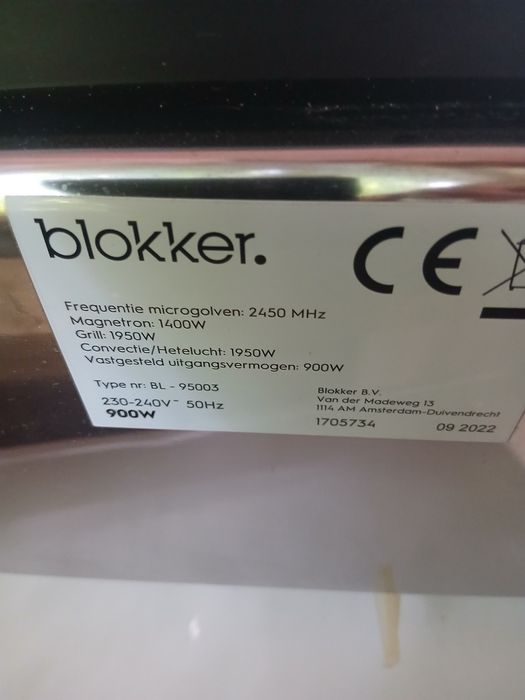 blokker.
CE
Frequentie microgolven: 2450 MHz
Magnetron: 1400W
Grill: 1950W
Convectie/Hetelucht: 1950W
Vastgesteld uitgangsvermogen: 900W
Type nr: BL - 95003
230-240V~ 50Hz
900W
Blokker B.V.
Van der Madeweg 13
1114 AM Amsterdam-Duivendrecht
1705734 09 2022